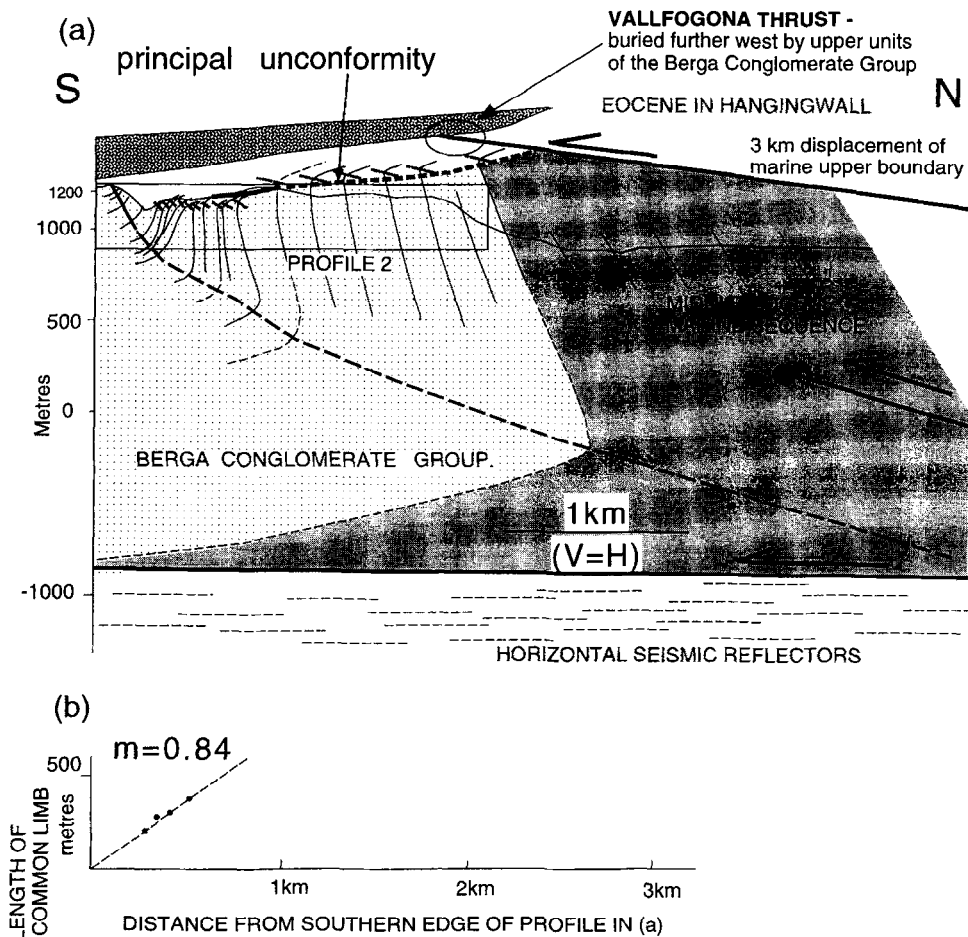 (a)
principal unconformity
S
VALLFOGONA THRUST -
buried further west by upper units
of the Berga Conglomerate Group
N
EOCENE IN HANGINGWALL
3 km displacement of
marine upper boundary
1200
1000
PROFILE 2
500
SEQUENCE
Metres
0
BERGA CONGLOMERATE GROUP.
1km
(V=H)
-1000
HORIZONTAL SEISMIC REFLECTORS
(b)
m=0.84
500
LENGTH OF
COMMON LIMB
metres
1km
2km
3km
DISTANCE FROM SOUTHERN EDGE OF PROFILE IN (a)